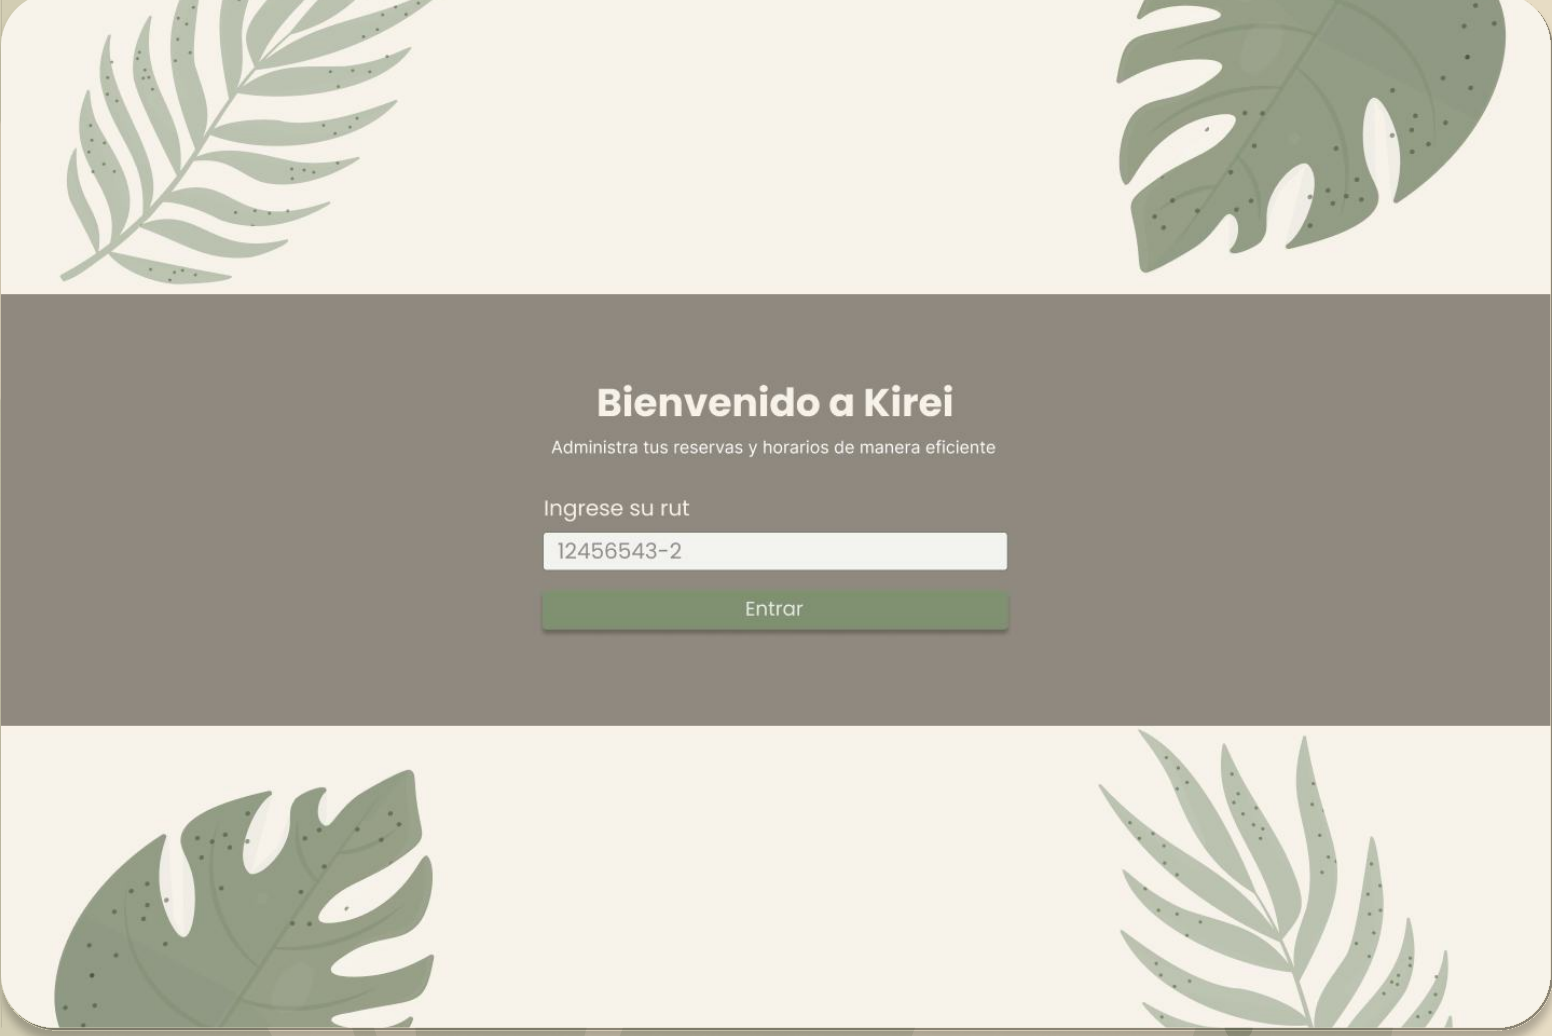 Bienvenido a Kirei
Administra tus reservas y horarios de manera eficiente
Ingrese su rut
12456543-2
Entrar